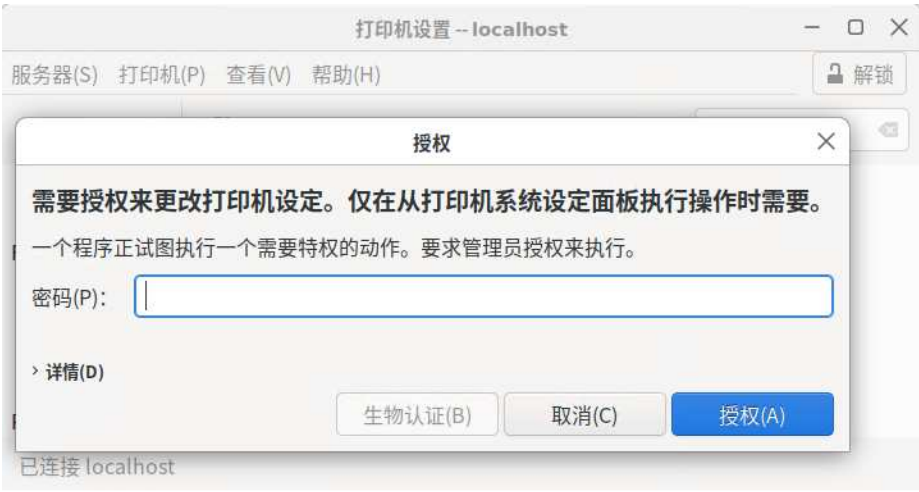 打印机设置 -- localhost
服务器(S) 打印机(P) 查看(V) 帮助(H) 解锁
授权
需要授权来更改打印机设定。仅在从打印机系统设定面板执行操作时需要。
一个程序正试图执行一个需要特权的动作。要求管理员授权来执行。
密码(P):
详情(D)
生物认证(B) 取消(C) 授权(A)
已连接 localhost